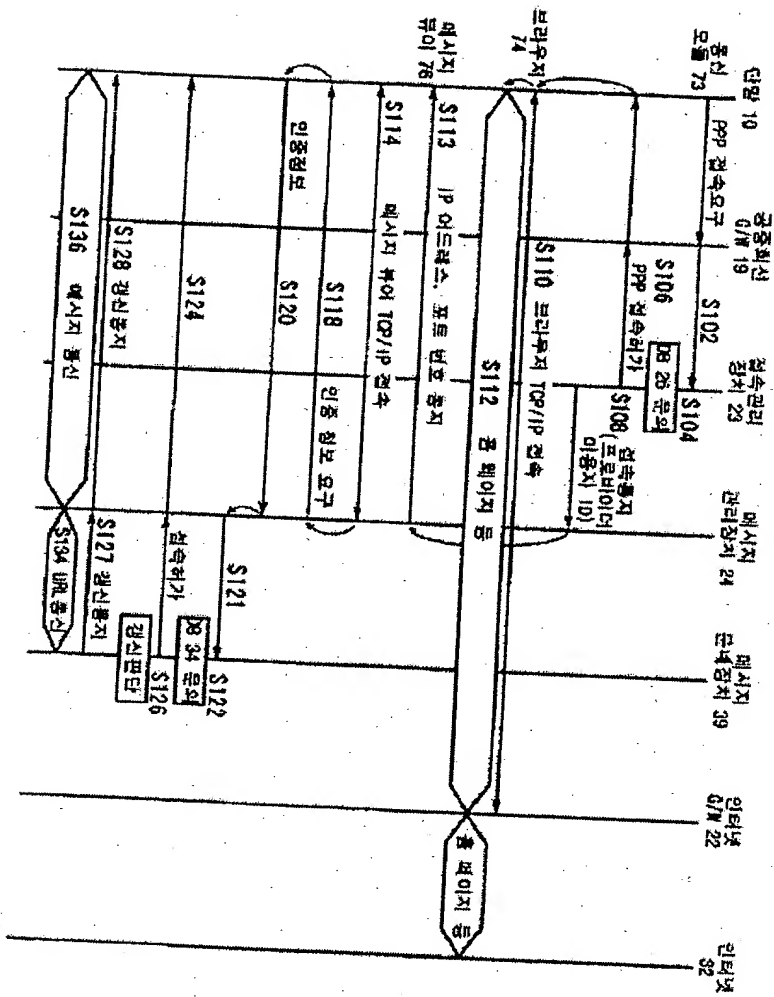 단말 10
통신
모듈 73
공중회선
G/W 19
접속관리
장치 23
메시지
관리장치 24
메시지
안내장치 39
인터넷
G/W 22
인터넷
32
PPP 접속요구
S102
S104
DB 26 문의
S106
PPP 접속허가
S108
접속통지
(프로바이더
이용자 ID)
브라우저
74
S110 브라우저 TCP/IP 접속
S112 홈 페이지 등
홈 페이지 등
메시지
뷰어 78
S113 IP 어드레스, 포트 번호 통지
S114 메시지 뷰어 TCP/IP 접속
S118 인증 정보 요구
인증정보 S120
S121
S122
DB 34 문의
S124 접속허가
S126
갱신판단
S127 갱신통지
S128 갱신통지
S134 UPL 통신
S136 메시지 통신